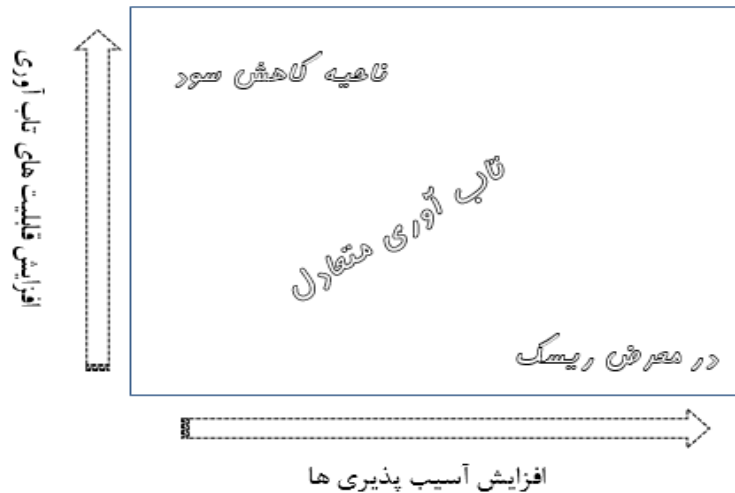 ناحیه کاهش سود
تاب آوری متعادل
در معرض ریسک
افزایش قابلیت های تاب آوری
افزایش آسیب پذیری ها